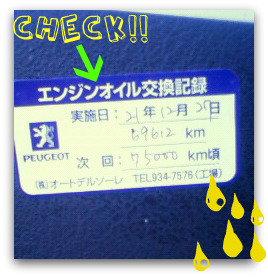 CHECK!!
エンジンオイル交換記録
実施日：21年12月27日
69612 km
PEUGEOT
次 回：75000 km頃
(株)オートデルソーレ TEL934-7576(工場)